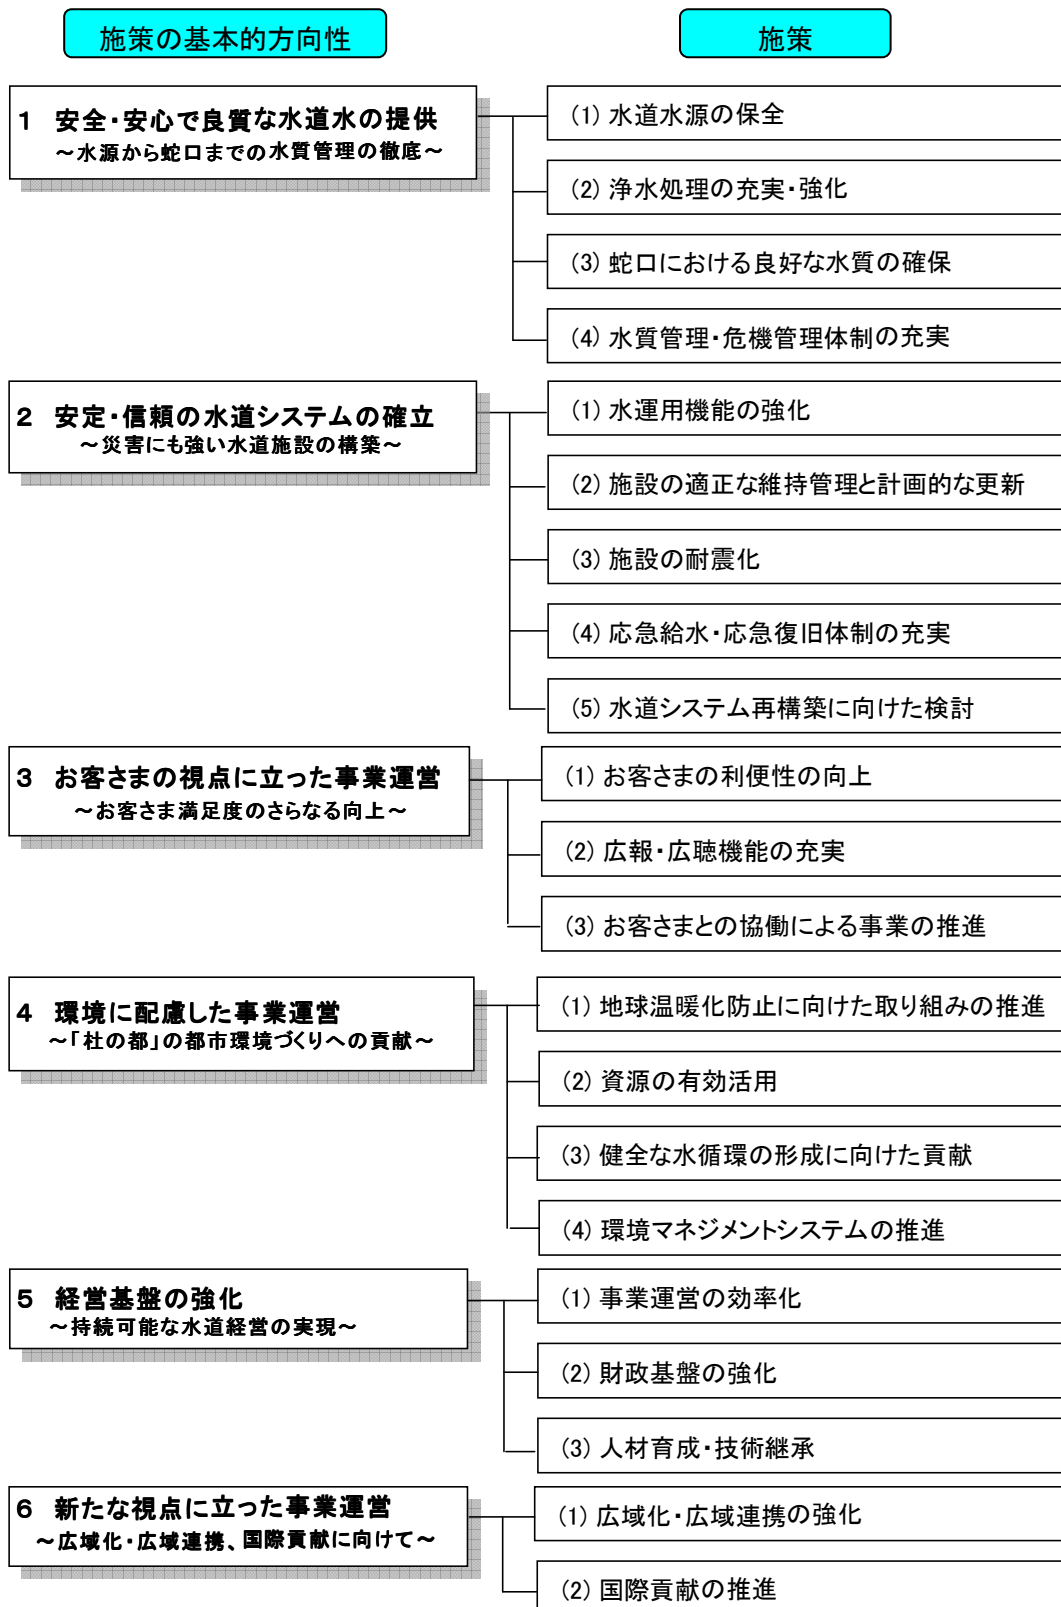 施策の基本的方向性
施策
1 安全・安心で良質な水道水の提供
～水源から蛇口までの水質管理の徹底～
(1) 水道水源の保全
(2) 浄水処理の充実・強化
(3) 蛇口における良好な水質の確保
(4) 水質管理・危機管理体制の充実
2 安定・信頼の水道システムの確立
～災害にも強い水道施設の構築～
(1) 水運用機能の強化
(2) 施設の適正な維持管理と計画的な更新
(3) 施設の耐震化
(4) 応急給水・応急復旧体制の充実
(5) 水道システム再構築に向けた検討
3 お客さまの視点に立った事業運営
～お客さま満足度のさらなる向上～
(1) お客さまの利便性の向上
(2) 広報・広聴機能の充実
(3) お客さまとの協働による事業の推進
4 環境に配慮した事業運営
～「杜の都」の都市環境づくりへの貢献～
(1) 地球温暖化防止に向けた取り組みの推進
(2) 資源の有効活用
(3) 健全な水循環の形成に向けた貢献
(4) 環境マネジメントシステムの推進
5 経営基盤の強化
～持続可能な水道経営の実現～
(1) 事業運営の効率化
(2) 財政基盤の強化
(3) 人材育成・技術継承
6 新たな視点に立った事業運営
～広域化・広域連携、国際貢献に向けて～
(1) 広域化・広域連携の強化
(2) 国際貢献の推進